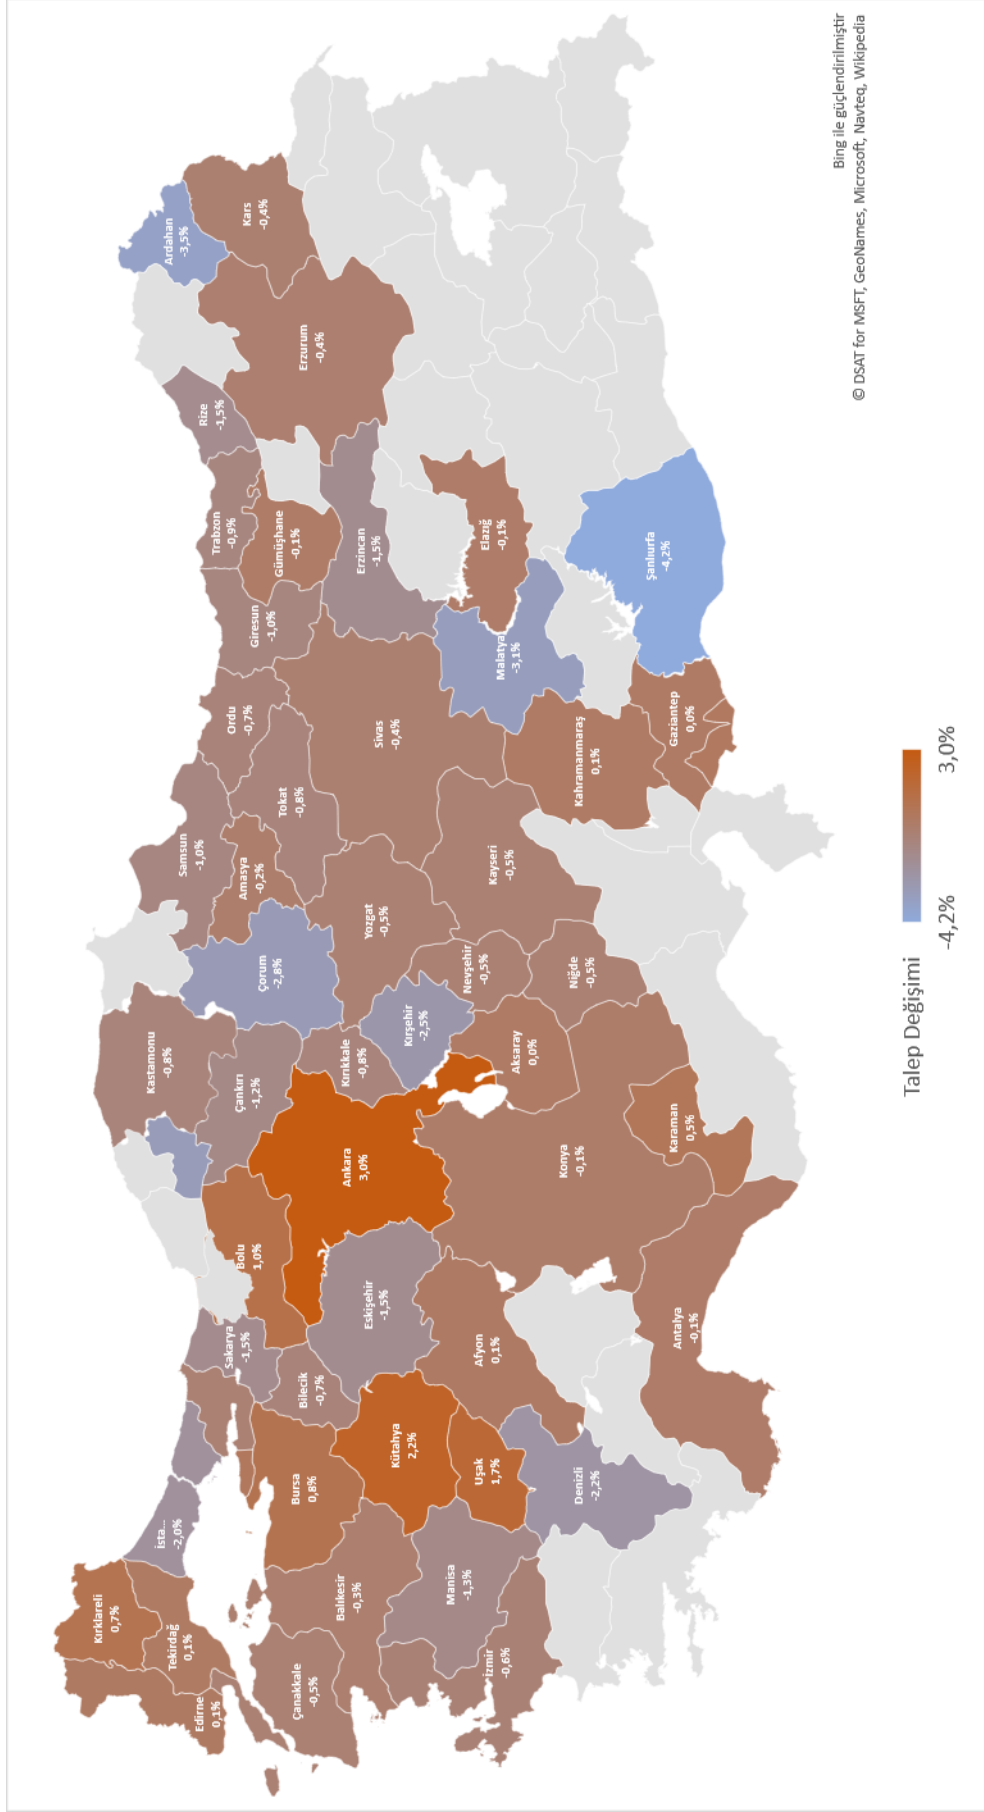 Kırklareli
0,7%
Edirne
0,1%
Tekirdağ
0,1%
İsta...
-2,0%
Çanakkale
-0,5%
Balıkesir
-0,3%
Bursa
0,8%
Bilecik
-0,7%
Sakarya
-1,5%
Bolu
1,0%
Kastamonu
-0,8%
Çankırı
-1,2%
Çorum
-2,8%
Samsun
-1,0%
Amasya
-0,2%
Tokat
-0,8%
Ordu
-0,7%
Giresun
-1,0%
Trabzon
-0,9%
Gümüşhane
-0,1%
Rize
-1,5%
Ardahan
-3,5%
Kars
-0,4%
Erzurum
-0,4%
Erzincan
-1,5%
Sivas
-0,4%
Yozgat
-0,5%
Kırıkkale
-0,8%
Ankara
3,0%
Eskişehir
-1,5%
Kütahya
2,2%
Manisa
-1,3%
İzmir
-0,6%
Uşak
1,7%
Afyon
0,1%
Denizli
-2,2%
Kırşehir
-2,5%
Nevşehir
-0,5%
Kayseri
-0,5%
Malatya
-3,1%
Elazığ
-0,1%
Konya
-0,1%
Aksaray
0,0%
Niğde
-0,5%
Kahramanmaraş
0,1%
Gaziantep
0,0%
Şanlıurfa
-4,2%
Antalya
-0,1%
Karaman
0,5%
Bing ile güçlendirilmiştir
© DSAT for MSFT, GeoNames, Microsoft, Navteq, Wikipedia
Talep Değişimi
-4,2% 3,0%